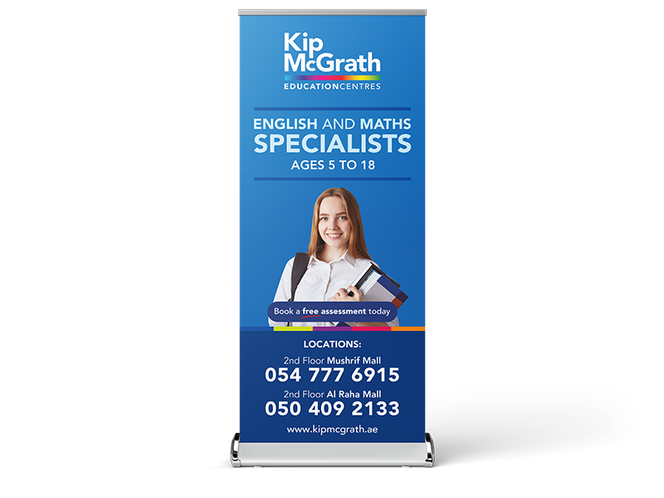 Kip
McGrath
EDUCATIONCENTRES
ENGLISH AND MATHS
SPECIALISTS
AGES 5 TO 18
Book a free assessment today
LOCATIONS:
2nd Floor Mushrif Mall
054 777 6915
2nd Floor Al Raha Mall
050 409 2133
www.kipmcgrath.ae